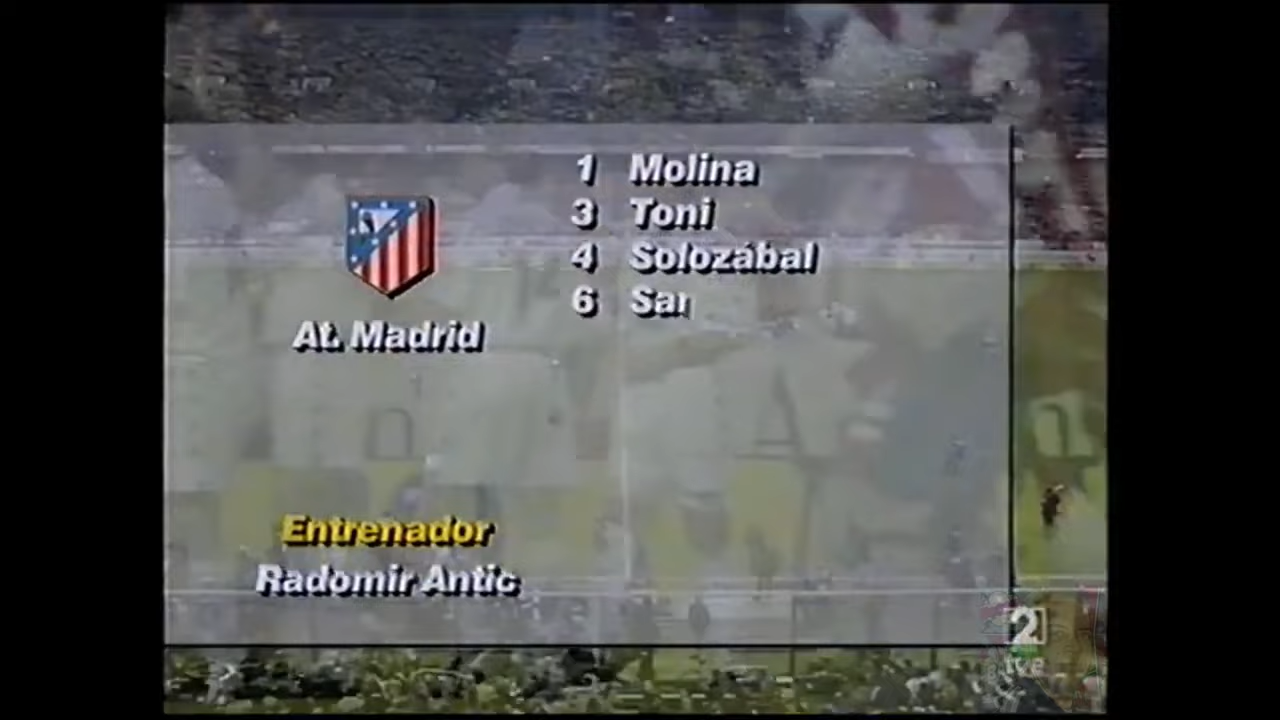 1 Molina
3 Toni
4 Solozábal
6 Sa
At. Madrid
Entrenador
Radomir Antic
2
tve